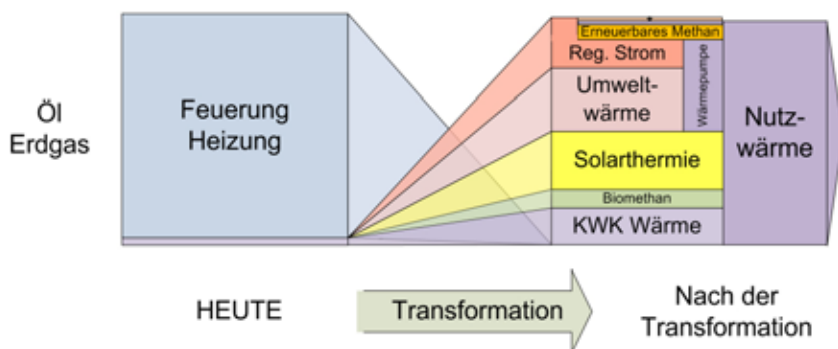 Öl
Erdgas
Feuerung
Heizung
Erneuerbares Methan
Reg. Strom
Umwelt-
wärme
Wärmepumpe
Solarthermie
Biomethan
KWK Wärme
Nutz-
wärme
HEUTE
Transformation
Nach der
Transformation